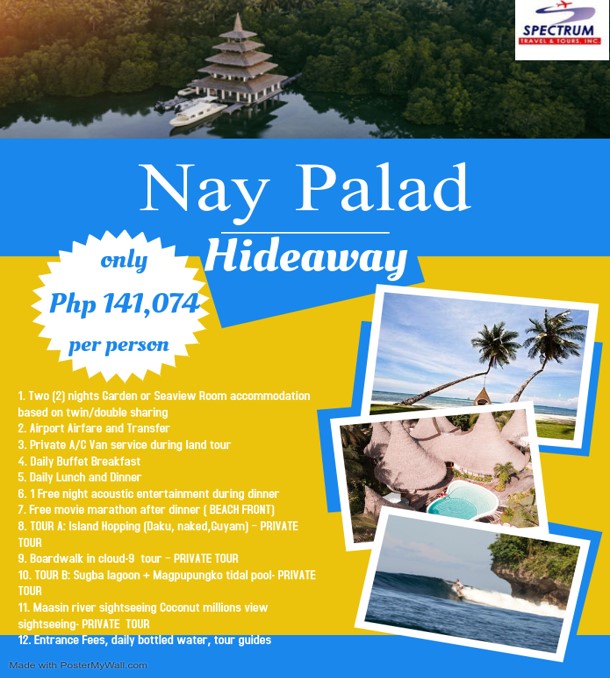 SPECTRUM
TRAVEL & TOURS, INC
Nay Palad
Hideaway
only
Php 141,074
per person
1. Two (2) nights Garden or Seaview Room accommodation
based on twin/double sharing
2. Airport Airfare and Transfer
3. Private A/C Van service during land tour
4. Daily Buffet Breakfast
5. Daily Lunch and Dinner
6. 1 Free night acoustic entertainment during dinner
7. Free movie marathon after dinner ( BEACH FRONT)
8. TOUR A: Island Hopping (Daku, naked,Guyam) – PRIVATE
TOUR
9. Boardwalk in cloud-9  tour – PRIVATE TOUR
10. TOUR B: Sugba lagoon + Magpupungko tidal pool- PRIVATE
TOUR
11. Maasin river sightseeing Coconut millions view
sightseeing- PRIVATE  TOUR
12. Entrance Fees, daily bottled water, tour guides
Made with PosterMyWall.com